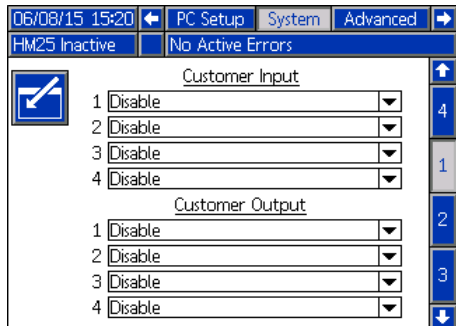 06/08/15 15:20 PC Setup System Advanced
HM25 Inactive No Active Errors
Customer Input
1 Disable
2 Disable
3 Disable
4 Disable
Customer Output
1 Disable
2 Disable
3 Disable
4 Disable
4
1
2
3